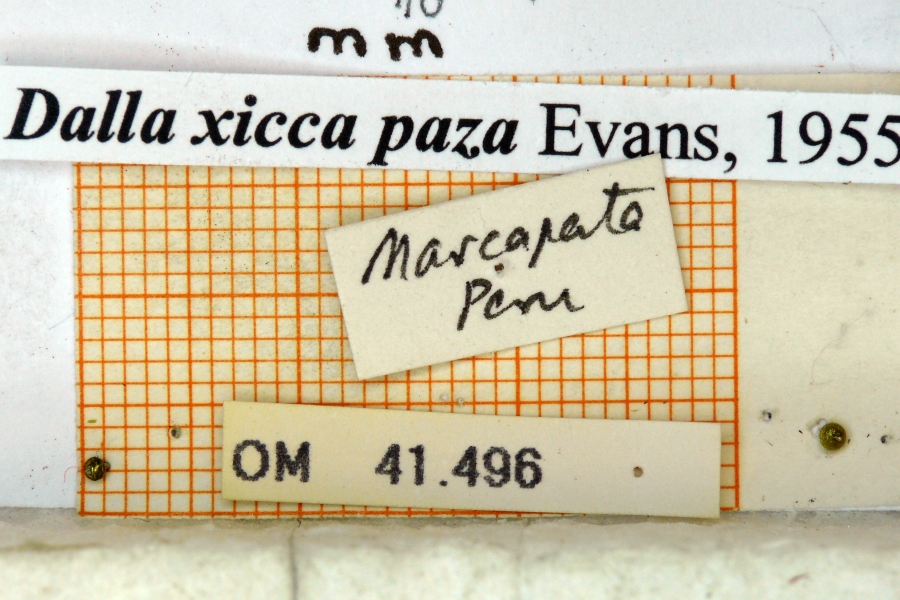 mm
Dalla xicca paza Evans, 1955
Marcapata
Peru
OM 41.496